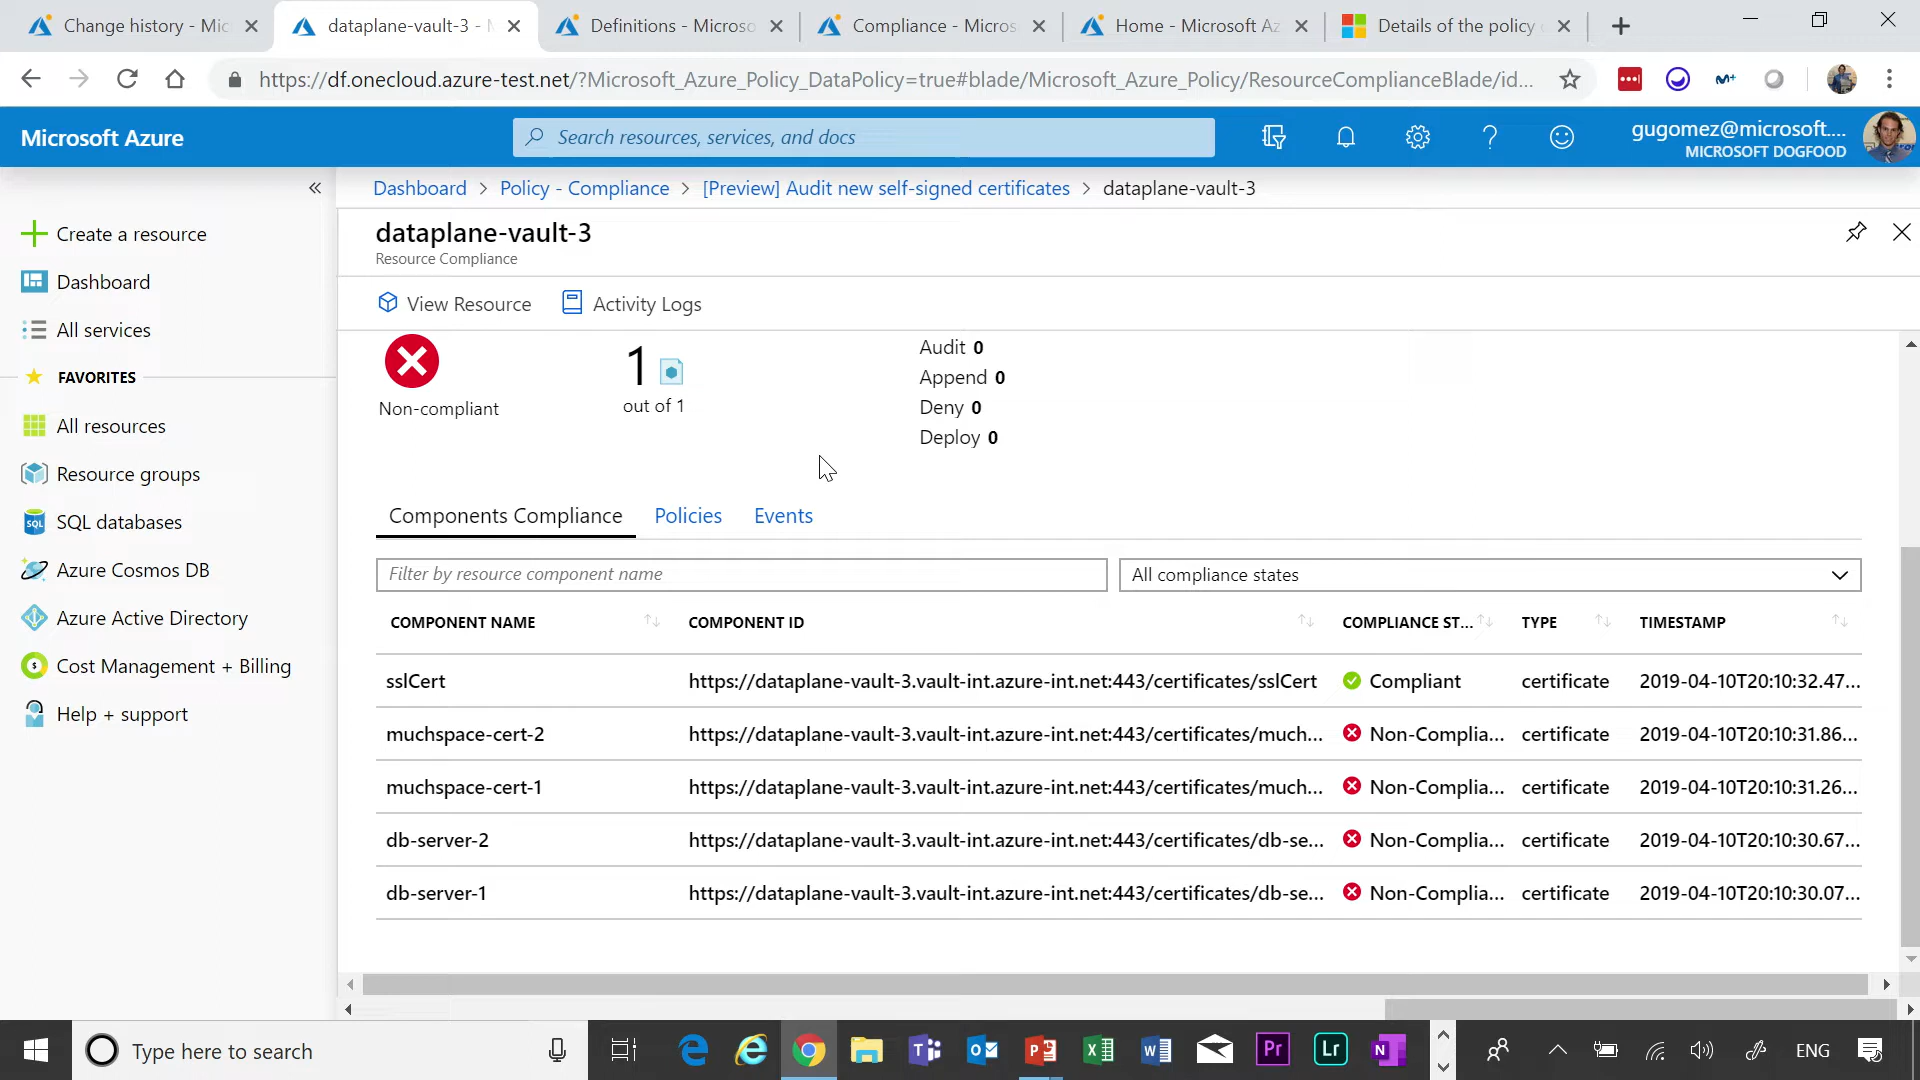 Change history - Mic
dataplane-vault-3 - M
Definitions - Microso
Compliance - Micros
Home - Microsoft Az
Details of the policy
https://df.onecloud.azure-test.net/?Microsoft_Azure_Policy_DataPolicy=true#blade/Microsoft_Azure_Policy/ResourceComplianceBlade/id...
Microsoft Azure
Search resources, services, and docs
gugomez@microsoft....
MICROSOFT DOGFOOD
Dashboard > Policy - Compliance > [Preview] Audit new self-signed certificates > dataplane-vault-3
Create a resource
Dashboard
All services
FAVORITES
All resources
Resource groups
SQL
SQL databases
Azure Cosmos DB
Azure Active Directory
Cost Management + Billing
Help + support
dataplane-vault-3
Resource Compliance
View Resource
Activity Logs
Non-compliant
1
out of 1
Audit 0
Append 0
Deny 0
Deploy 0
Components Compliance
Policies
Events
Filter by resource component name
All compliance states
COMPONENT NAME COMPONENT ID COMPLIANCE ST... TYPE TIMESTAMP
sslCert https://dataplane-vault-3.vault-int.azure-int.net:443/certificates/sslCert Compliant certificate 2019-04-10T20:10:32.47...
muchspace-cert-2 https://dataplane-vault-3.vault-int.azure-int.net:443/certificates/much... Non-Complia... certificate 2019-04-10T20:10:31.86...
muchspace-cert-1 https://dataplane-vault-3.vault-int.azure-int.net:443/certificates/much... Non-Complia... certificate 2019-04-10T20:10:31.26...
db-server-2 https://dataplane-vault-3.vault-int.azure-int.net:443/certificates/db-se... Non-Complia... certificate 2019-04-10T20:10:30.67...
db-server-1 https://dataplane-vault-3.vault-int.azure-int.net:443/certificates/db-se... Non-Complia... certificate 2019-04-10T20:10:30.07...
Type here to search
Pr
Lr
ENG